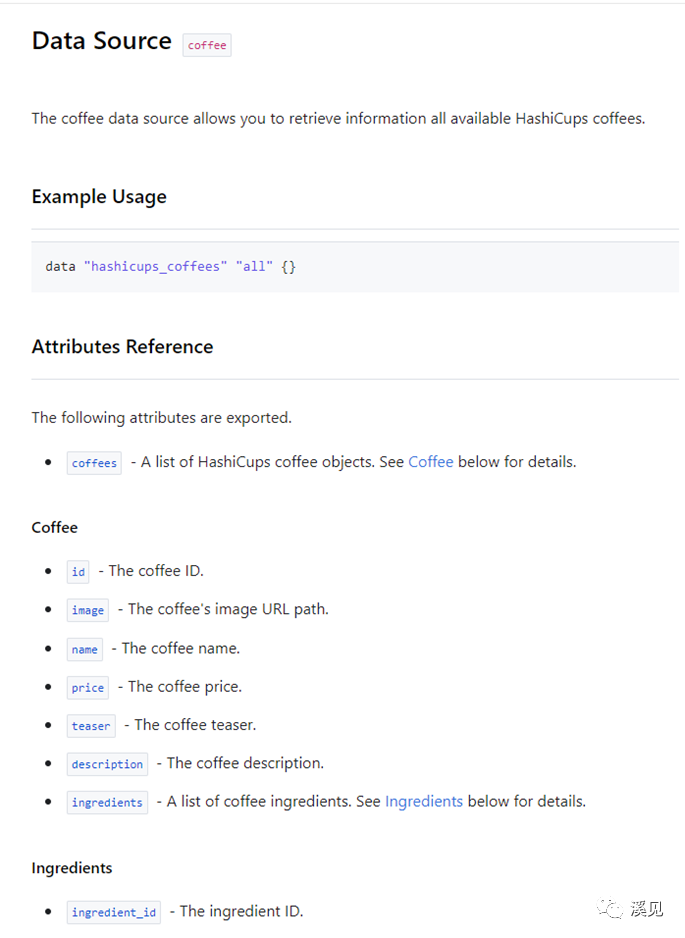 Data Source coffee
The coffee data source allows you to retrieve information all available HashiCups coffees.
Example Usage
data "hashicups_coffees" "all" {}
Attributes Reference
The following attributes are exported.
coffees - A list of HashiCups coffee objects. See Coffee below for details.
Coffee
id - The coffee ID.
image - The coffee's image URL path.
name - The coffee name.
price - The coffee price.
teaser - The coffee teaser.
description - The coffee description.
ingredients - A list of coffee ingredients. See Ingredients below for details.
Ingredients
ingredient_id - The ingredient ID.
溪见